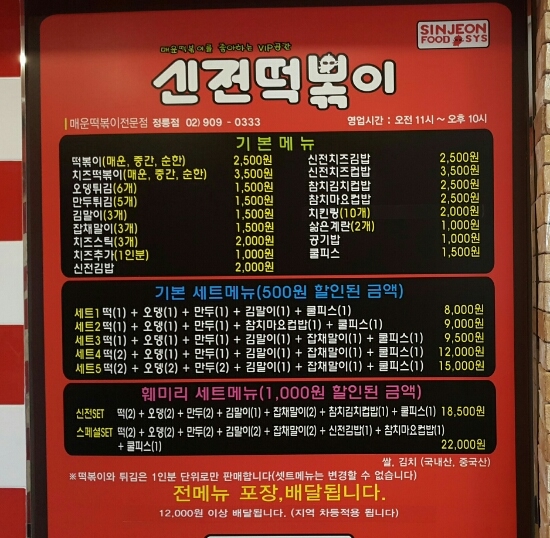 SINJEON
FOOD SYS
매운떡볶이를 좋아하는 VIP공간
신전떡볶이
매운떡볶이전문점 정릉점 02) 909 - 0333
영업시간 : 오전 11시 ~ 오후 10시
기본메뉴
떡볶이(매운, 중간, 순한) 2,500원
치즈떡볶이(매운, 중간, 순한) 3,500원
오뎅튀김(6개) 1,500원
만두튀김(5개) 1,500원
김말이(3개) 1,500원
잡채말이(3개) 1,500원
치즈스틱(3개) 2,000원
치즈추가(1인분) 1,000원
신전김밥 2,000원
신전치즈김밥 2,500원
신전치즈컵밥 3,500원
참치김치컵밥 2,500원
참치마요컵밥 2,500원
치킨링(10개) 2,000원
삶은계란(2개) 1,000원
공기밥 1,000원
쿨피스 1,500원
기본 세트메뉴(500원 할인된 금액)
세트1 떡(1) + 오뎅(1) + 만두(1) + 김말이(1) + 쿨피스(1) 8,000원
세트2 떡(1) + 오뎅(1) + 만두(1) + 참치마요컵밥(1) + 쿨피스(1) 9,000원
세트3 떡(1) + 오뎅(1) + 만두(1) + 김말이(1) + 잡채말이(1) + 쿨피스(1) 9,500원
세트4 떡(2) + 오뎅(1) + 만두(1) + 김말이(1) + 잡채말이(1) + 쿨피스(1) 12,000원
세트5 떡(2) + 오뎅(2) + 만두(2) + 김말이(1) + 잡채말이(1) + 쿨피스(1) 15,000원
훼미리 세트메뉴(1,000원 할인된 금액)
신전SET 떡(2) + 오뎅(2) + 만두(2) + 김말이(1) + 잡채말이(2) + 참치김치컵밥(1) + 쿨피스(1) 18,500원
스페셜SET 떡(2) + 오뎅(2) + 만두(2) + 김말이(2) + 잡채말이(2) + 신전김밥(1) + 참치마요컵밥(1)
+ 쿨피스(1) 22,000원
쌀, 김치 (국내산, 중국산)
※떡볶이와 튀김은 1인분 단위로만 판매합니다(셋트메뉴는 변경할 수 없습니다)
전메뉴 포장,배달됩니다.
12,000원 이상 배달됩니다. (지역 차등적용 됩니다)